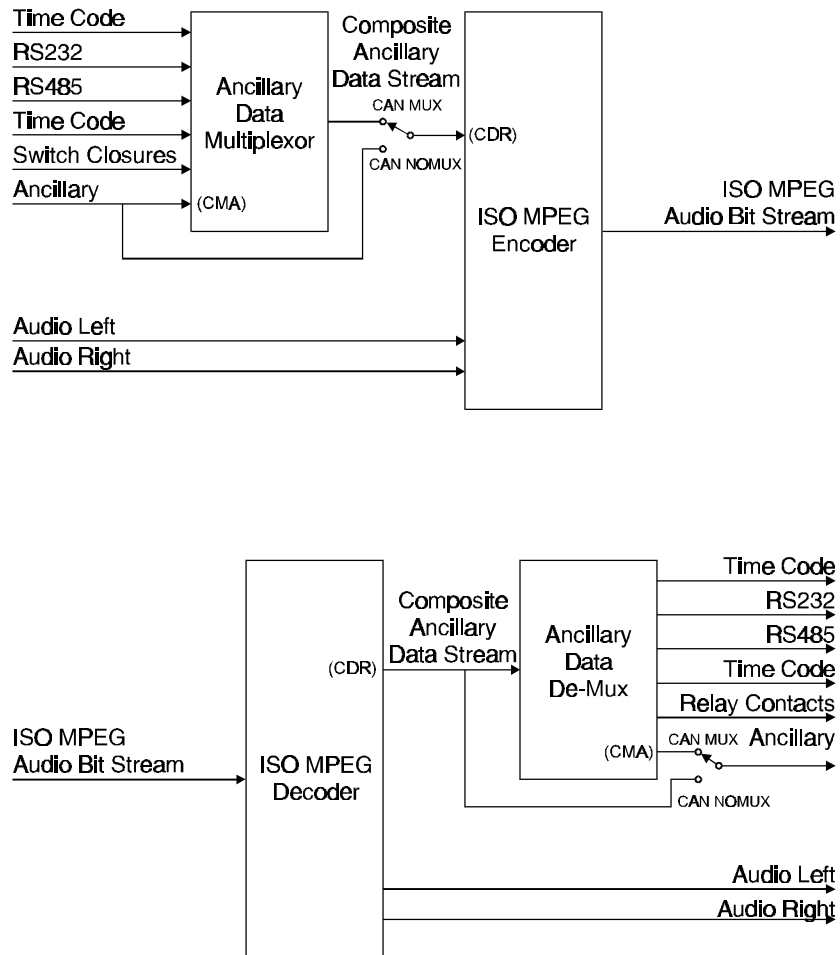 Time Code
RS232
RS485
Time Code
Switch Closures
Ancillary
Ancillary
Data
Multiplexor
(CMA)
Composite
Ancillary
Data Stream
CAN MUX
CAN NOMUX
(CDR)
ISO MPEG
Encoder
ISO MPEG
Audio Bit Stream
Audio Left
Audio Right
ISO MPEG
Audio Bit Stream
ISO MPEG
Decoder
(CDR)
Composite
Ancillary
Data Stream
Ancillary
Data
De-Mux
(CMA)
Time Code
RS232
RS485
Time Code
Relay Contacts
CAN MUX
Ancillary
CAN NOMUX
Audio Left
Audio Right